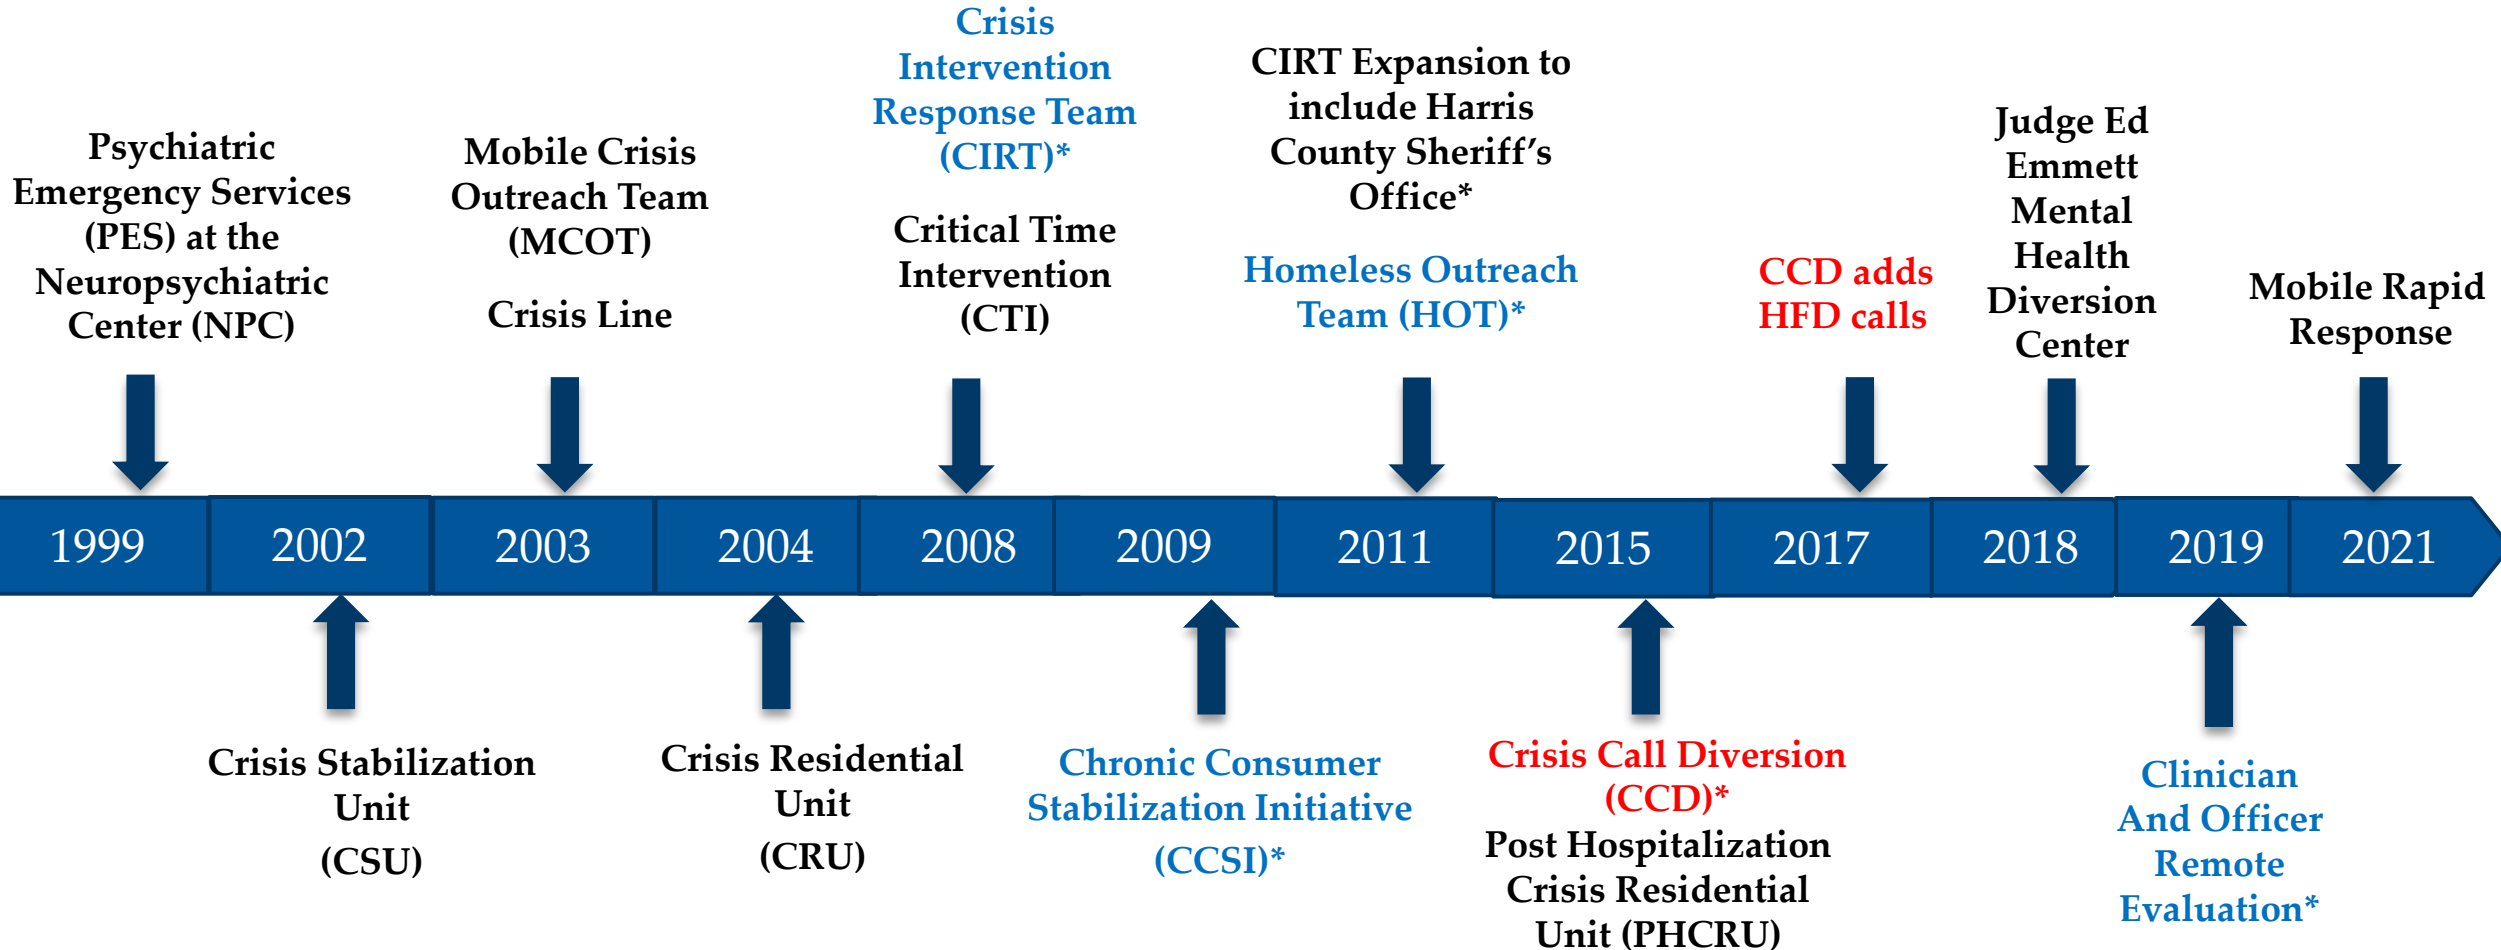 Psychiatric
Emergency Services
(PES) at the
Neuropsychiatric
Center (NPC)
Mobile Crisis
Outreach Team
(MCOT)
Crisis Line
Crisis
Intervention
Response Team
(CIRT)*
Critical Time
Intervention
(CTI)
CIRT Expansion to
include Harris
County Sheriff’s
Office*
Homeless Outreach
Team (HOT)*
CCD adds
HFD calls
Judge Ed
Emmett
Mental
Health
Diversion
Center
Mobile Rapid
Response
1999
2002
2003
2004
2008
2009
2011
2015
2017
2018
2019
2021
Crisis Stabilization
Unit
(CSU)
Crisis Residential
Unit
(CRU)
Chronic Consumer
Stabilization Initiative
(CCSI)*
Crisis Call Diversion
(CCD)*
Post Hospitalization
Crisis Residential
Unit (PHCRU)
Clinician
And Officer
Remote
Evaluation*